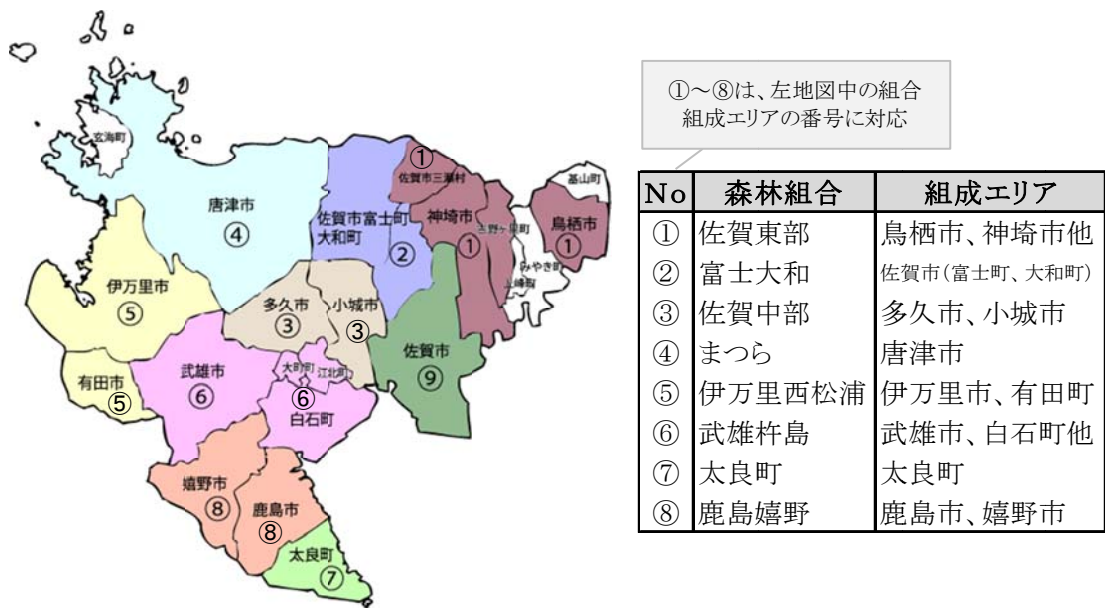 ①～⑧は、左地図中の組合
組成エリアの番号に対応
玄海町
唐津市
④
佐賀市富士町
大和町
②
①
佐賀市三瀬村
神埼市
①
吉野ヶ里町
上峰町
みやき町
基山町
鳥栖市
①
伊万里市
⑤
有田市
⑤
多久市
③
小城市
③
佐賀市
⑨
武雄市
⑥
大町町
江北町
⑥
白石町
嬉野市
⑧
鹿島市
⑧
太良町
⑦
No 森林組合 組成エリア
① 佐賀東部 鳥栖市、神埼市他
② 富士大和 佐賀市(富士町、大和町)
③ 佐賀中部 多久市、小城市
④ まつら 唐津市
⑤ 伊万里西松浦 伊万里市、有田町
⑥ 武雄杵島 武雄市、白石町他
⑦ 太良町 太良町
⑧ 鹿島嬉野 鹿島市、嬉野市